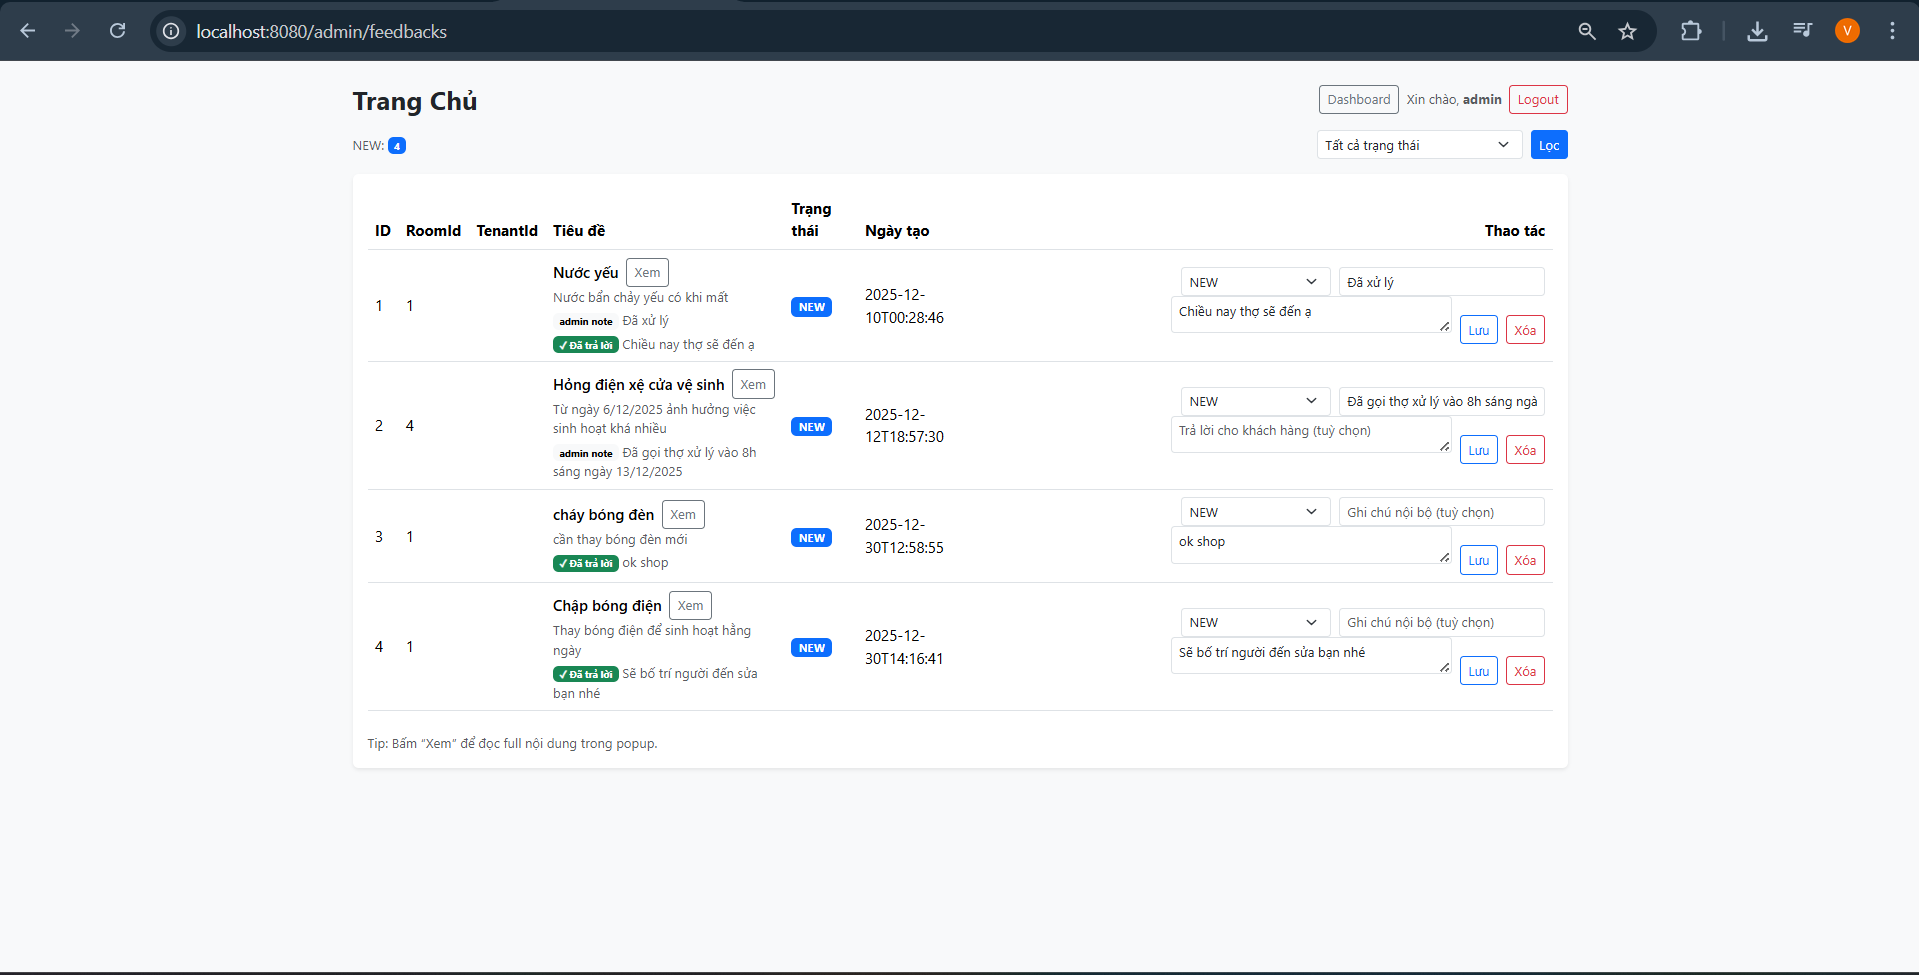 localhost:8080/admin/feedbacks
V
Trang Chủ
Dashboard Xin chào, admin Logout
NEW: 4
Tất cả trạng thái Lọc
ID RoomId TenantId Tiêu đề Trạng thái Ngày tạo Thao tác
1 1
Nước yếu Xem
Nước bẩn chảy yếu có khi mất
admin note Đã xử lý
✓ Đã trả lời Chiều nay thợ sẽ đến ạ
NEW
2025-12-
10T00:28:46
NEW Đã xử lý
Chiều nay thợ sẽ đến ạ
Lưu Xóa
2 4
Hỏng điện xệ cửa vệ sinh Xem
Từ ngày 6/12/2025 ảnh hưởng việc
sinh hoạt khá nhiều
admin note Đã gọi thợ xử lý vào 8h
sáng ngày 13/12/2025
NEW
2025-12-
12T18:57:30
NEW Đã gọi thợ xử lý vào 8h sáng ngà
Trả lời cho khách hàng (tuỳ chọn)
Lưu Xóa
3 1
cháy bóng đèn Xem
cần thay bóng đèn mới
✓ Đã trả lời ok shop
NEW
2025-12-
30T12:58:55
NEW Ghi chú nội bộ (tuỳ chọn)
ok shop
Lưu Xóa
4 1
Chập bóng điện Xem
Thay bóng điện để sinh hoạt hằng
ngày
✓ Đã trả lời Sẽ bố trí người đến sửa
bạn nhé
NEW
2025-12-
30T14:16:41
NEW Ghi chú nội bộ (tuỳ chọn)
Sẽ bố trí người đến sửa bạn nhé
Lưu Xóa
Tip: Bấm “Xem” để đọc full nội dung trong popup.